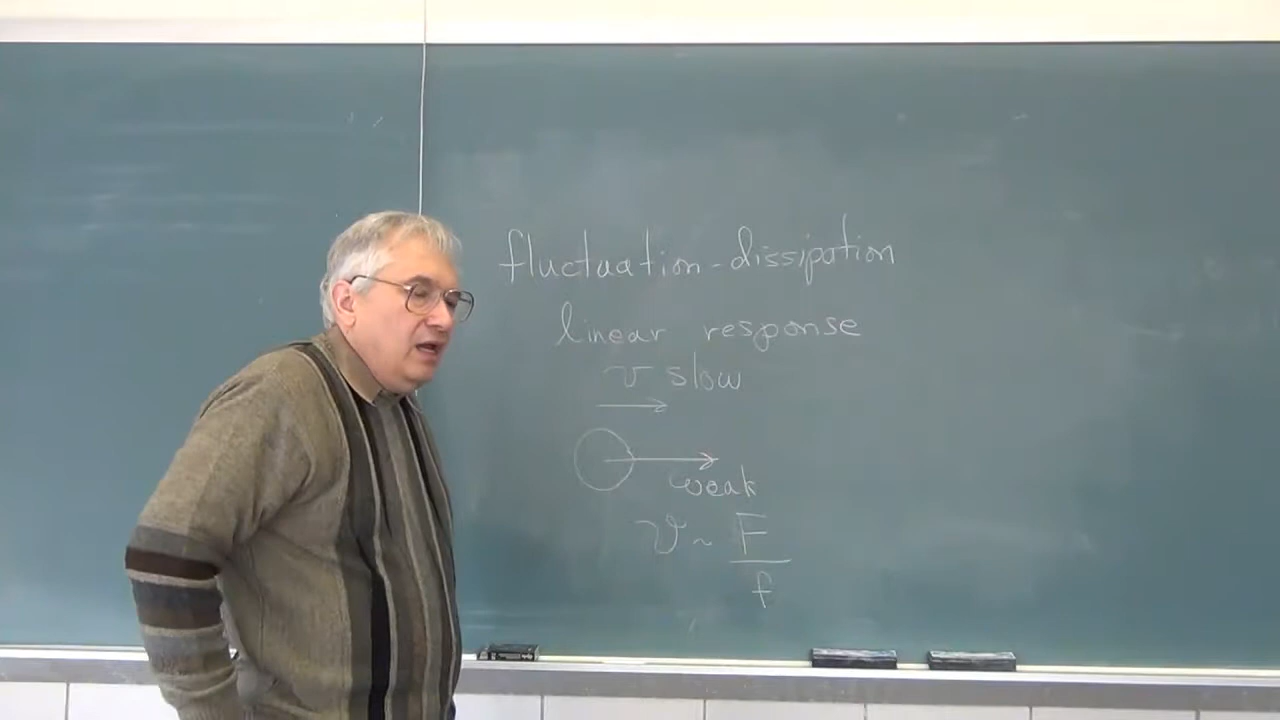 fluctuation-dissipation
linear response
v slow
weak
v ~ F
f